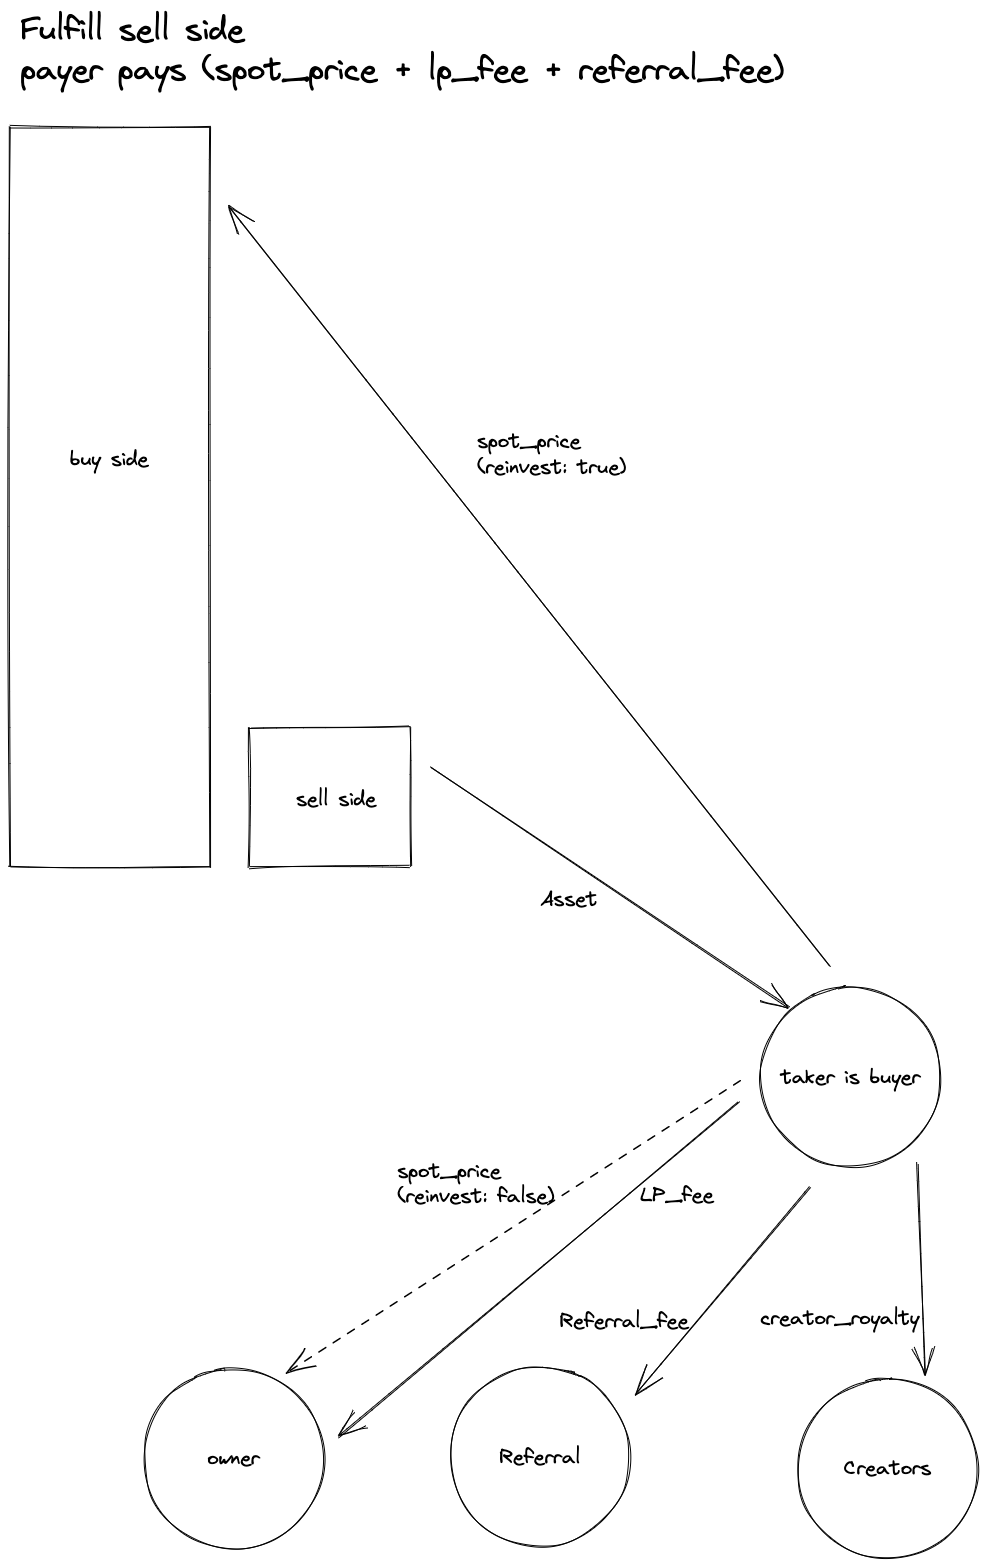 Fulfill sell side
payer pays (spot_price + lp_fee + referral_fee)
spot_price
(reinvest: true)
buy side
sell side
Asset
taker is buyer
spot_price
(reinvest: false)
LP_fee
Referral_fee
creator_royalty
owner
Referral
Creators